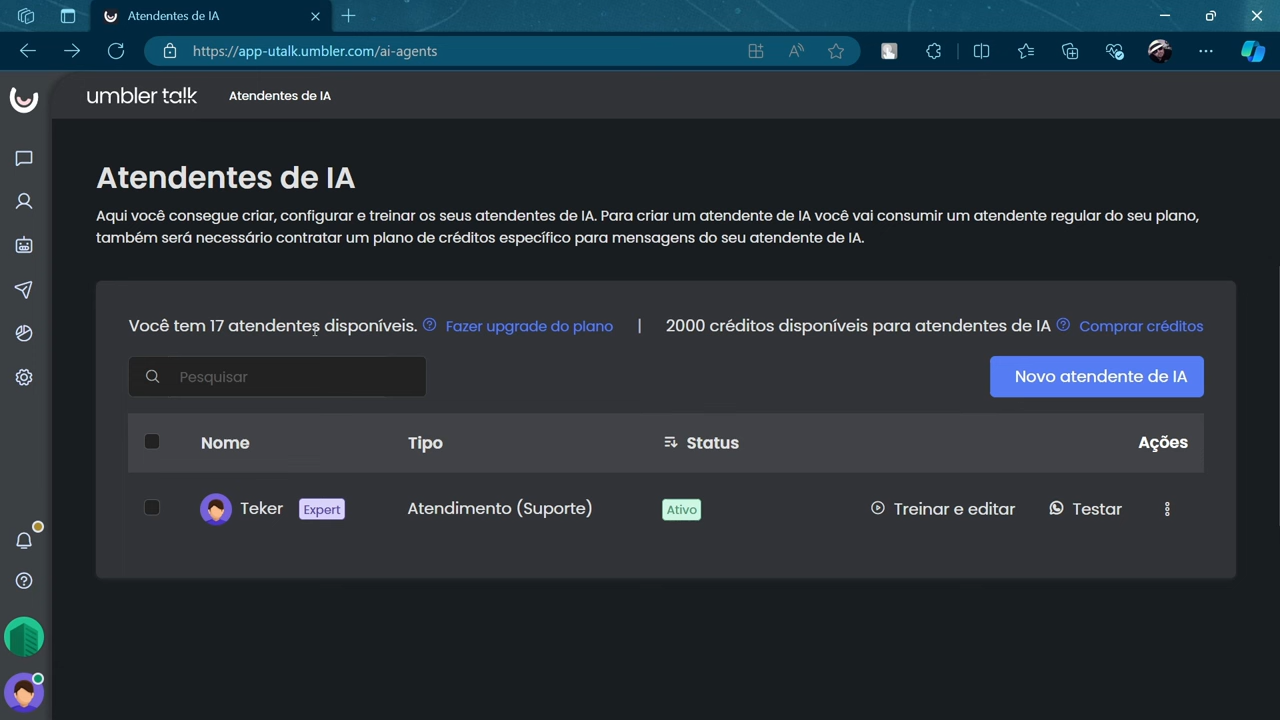 Atendentes de IA
https://app-utalk.umbler.com/ai-agents
umbler talk
Atendentes de IA
Atendentes de IA
Aqui você consegue criar, configurar e treinar os seus atendentes de IA. Para criar um atendente de IA você vai consumir um atendente regular do seu plano,
também será necessário contratar um plano de créditos específico para mensagens do seu atendente de IA.
Você tem 17 atendentes disponíveis. Fazer upgrade do plano | 2000 créditos disponíveis para atendentes de IA Comprar créditos
Pesquisar
Novo atendente de IA
Nome Tipo Status Ações
Teker Expert Atendimento (Suporte) Ativo Treinar e editar Testar